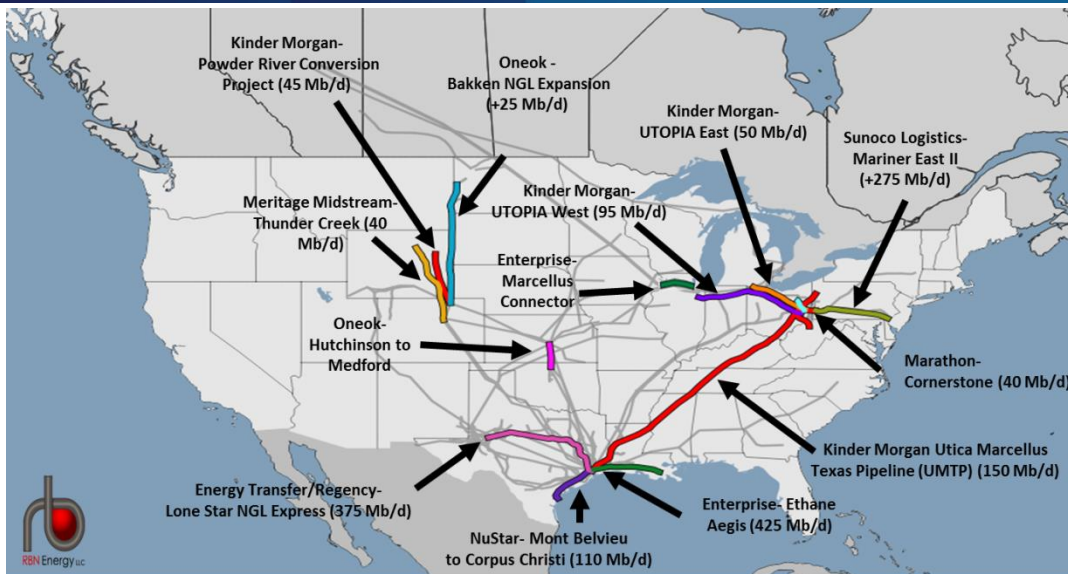 Kinder Morgan-
Powder River Conversion
Project (45 Mb/d)
Oneok -
Bakken NGL Expansion
(+25 Mb/d)
Kinder Morgan-
UTOPIA East (50 Mb/d)
Sunoco Logistics-
Mariner East II
(+275 Mb/d)
Meritage Midstream-
Thunder Creek (40
Mb/d)
Kinder Morgan-
UTOPIA West (95 Mb/d)
Enterprise-
Marcellus
Connector
Oneok-
Hutchinson to
Medford
Marathon-
Cornerstone (40 Mb/d)
Kinder Morgan Utica Marcellus
Texas Pipeline (UMTP) (150 Mb/d)
Energy Transfer/Regency-
Lone Star NGL Express (375 Mb/d)
Enterprise- Ethane
Aegis (425 Mb/d)
NuStar- Mont Belvieu
to Corpus Christi (110 Mb/d)
RBN Energy LLC